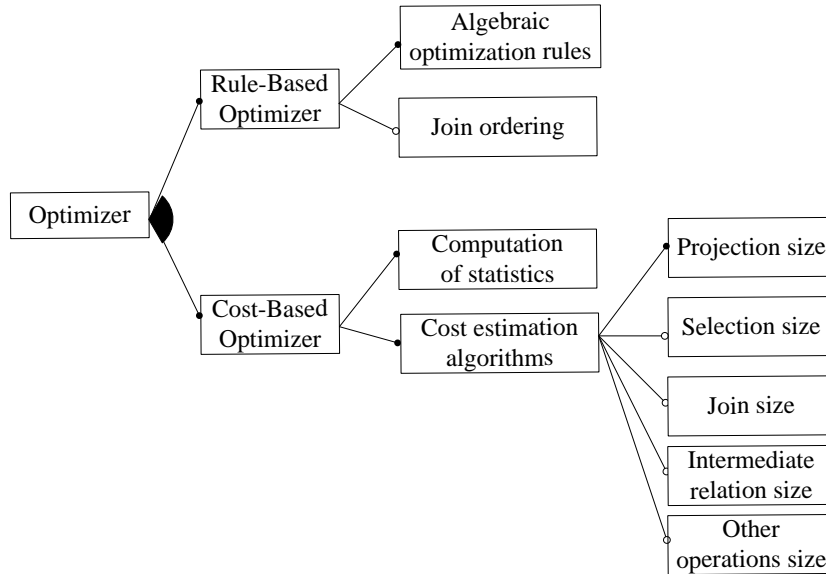 Algebraic
optimization rules
Rule-Based
Optimizer
Join ordering
Optimizer
Computation
of statistics
Projection size
Cost-Based
Optimizer
Cost estimation
algorithms
Selection size
Join size
Intermediate
relation size
Other
operations size